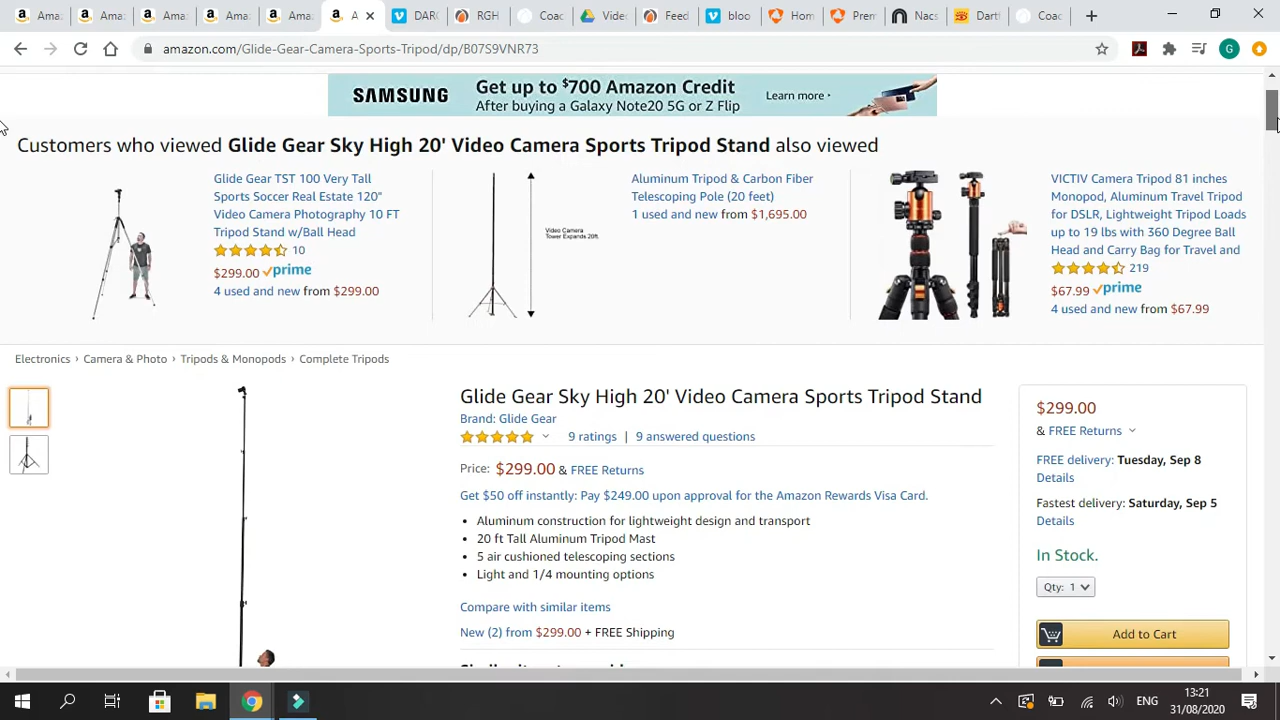 Ama
Ama
Ama
Ama
Ama
A
DAR
RGH
Coac
Video
Feed
bloo
Hom
Prem
Nacs
Dartf
Coac
amazon.com/Glide-Gear-Camera-Sports-Tripod/dp/B07S9VNR73
G
SAMSUNG
Get up to $700 Amazon Credit
After buying a Galaxy Note20 5G or Z Flip
Learn more ›
Customers who viewed Glide Gear Sky High 20' Video Camera Sports Tripod Stand also viewed
Glide Gear TST 100 Very Tall
Sports Soccer Real Estate 120"
Video Camera Photography 10 FT
Tripod Stand w/Ball Head
10
$299.00 prime
4 used and new from $299.00
Video Camera
Tower Expands 20ft.
Aluminum Tripod & Carbon Fiber
Telescoping Pole (20 feet)
1 used and new from $1,695.00
VICTIV Camera Tripod 81 inches
Monopod, Aluminum Travel Tripod
for DSLR, Lightweight Tripod Loads
up to 19 lbs with 360 Degree Ball
Head and Carry Bag for Travel and
219
$67.99 prime
4 used and new from $67.99
Electronics › Camera & Photo › Tripods & Monopods › Complete Tripods
Glide Gear Sky High 20' Video Camera Sports Tripod Stand
Brand: Glide Gear
9 ratings | 9 answered questions
Price: $299.00 & FREE Returns
Get $50 off instantly: Pay $249.00 upon approval for the Amazon Rewards Visa Card.
• Aluminum construction for lightweight design and transport
• 20 ft Tall Aluminum Tripod Mast
• 5 air cushioned telescoping sections
• Light and 1/4 mounting options
Compare with similar items
New (2) from $299.00 + FREE Shipping
$299.00
& FREE Returns
FREE delivery: Tuesday, Sep 8
Details
Fastest delivery: Saturday, Sep 5
Details
In Stock.
Qty: 1
Add to Cart
ENG
13:21
31/08/2020